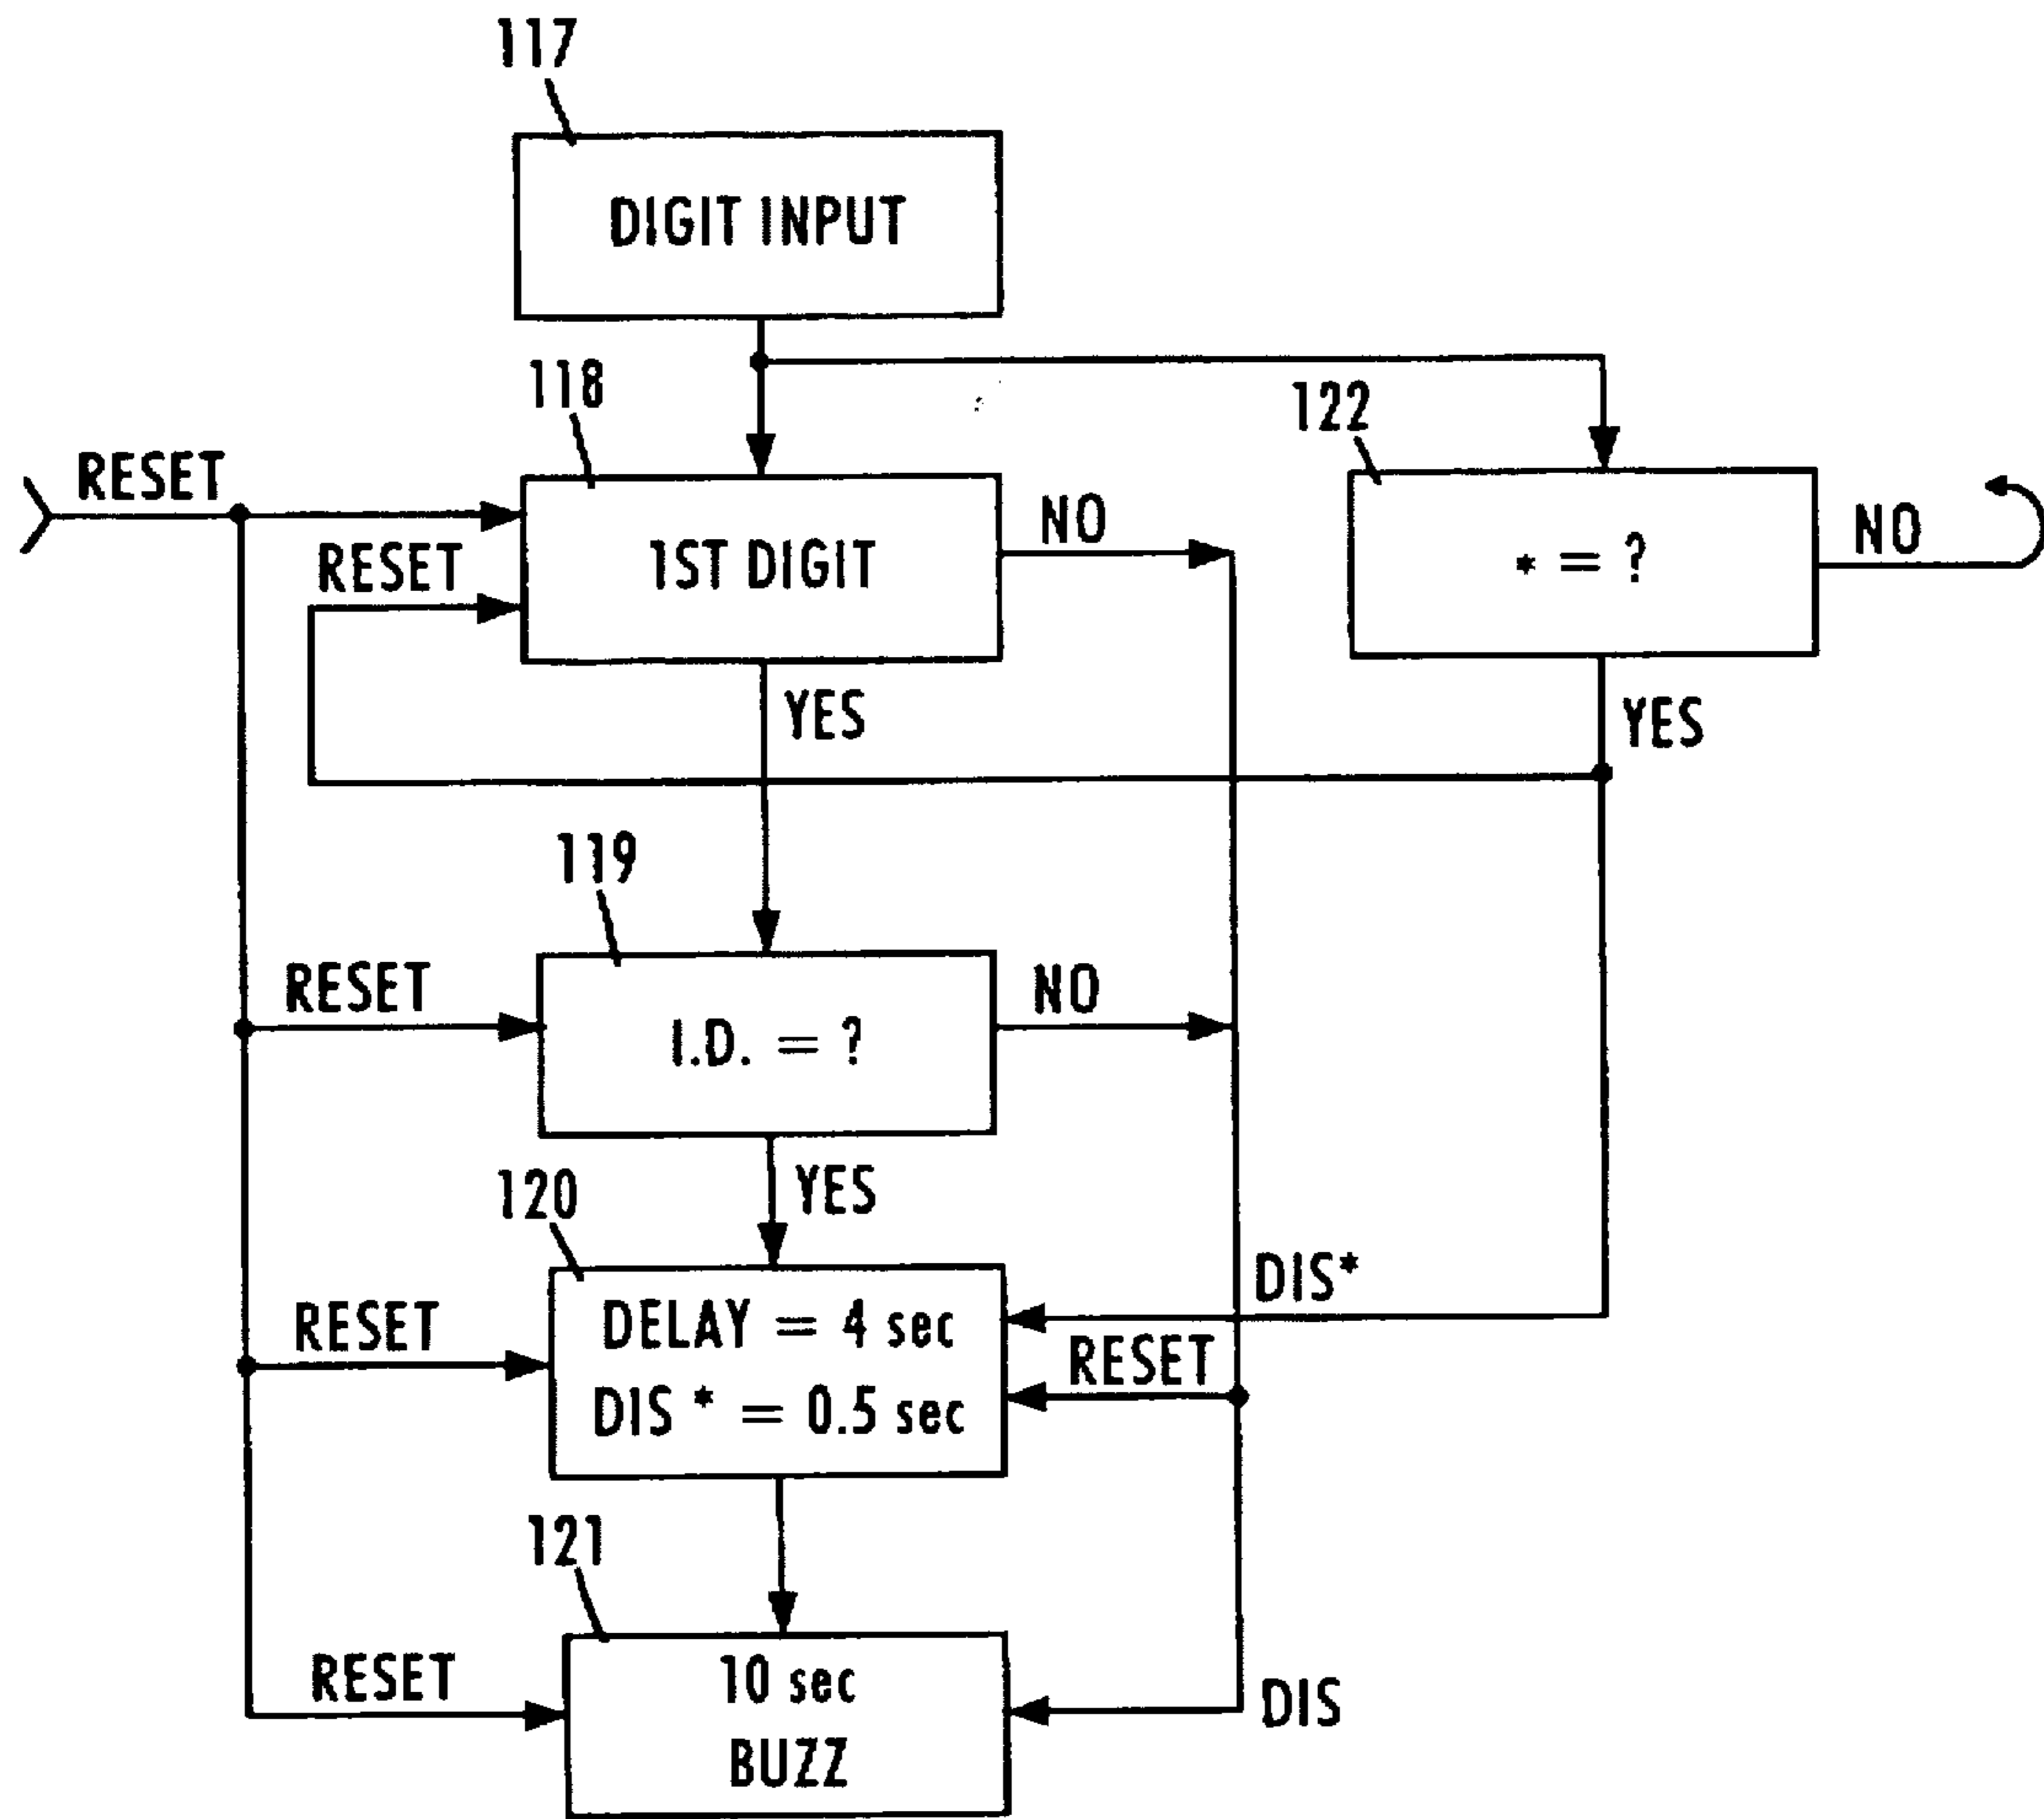 117
DIGIT INPUT
118
122
RESET
NO
NO
RESET
1ST DIGIT
* = ?
YES
YES
119
RESET
NO
I.D. = ?
120
YES
DIS*
RESET
DELAY = 4 sec
RESET
DIS * = 0.5 sec
121
RESET
10 sec
DIS
BUZZ